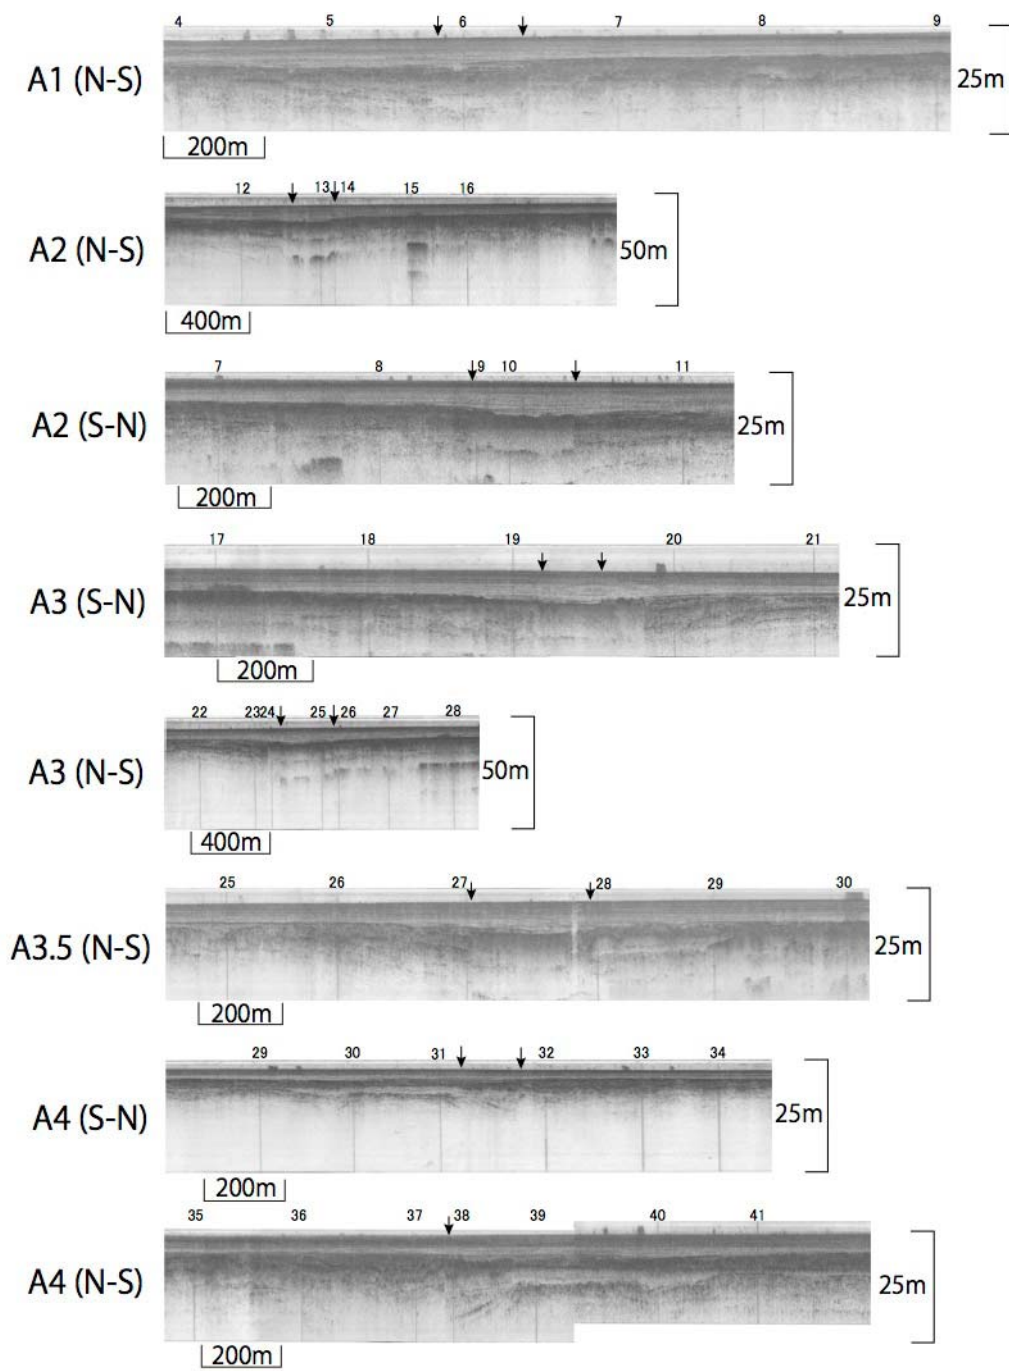 4 5 6 7 8 9
A1 (N-S)
25m
200m
12 13 14 15 16
A2 (N-S)
50m
400m
7 8 9 10 11
A2 (S-N)
25m
200m
17 18 19 20 21
A3 (S-N)
25m
200m
22 23 24 25 26 27 28
A3 (N-S)
50m
400m
25 26 27 28 29 30
A3.5 (N-S)
25m
200m
29 30 31 32 33 34
A4 (S-N)
25m
200m
35 36 37 38 39 40 41
A4 (N-S)
25m
200m